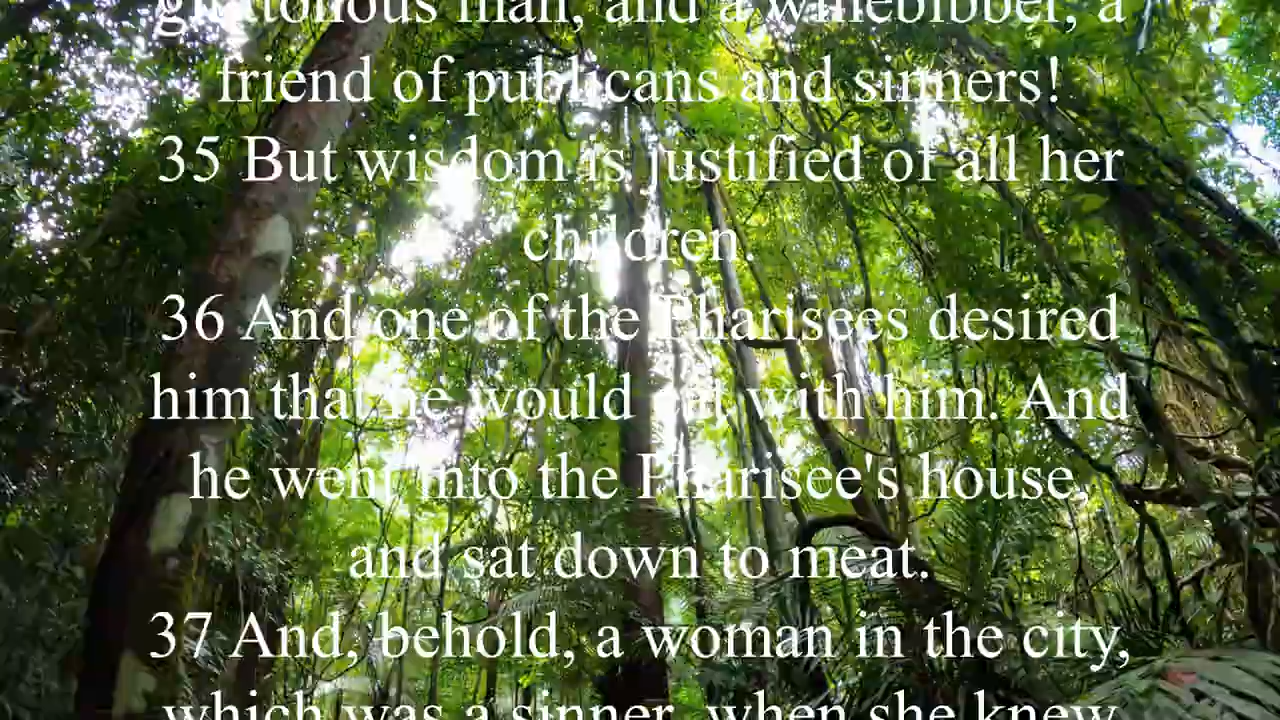 gluttonous man, and a winebibber, a
friend of publicans and sinners!
35 But wisdom is justified of all her
children.
36 And one of the Pharisees desired
him that he would eat with him. And
he went into the Pharisee's house,
and sat down to meat.
37 And, behold, a woman in the city,
which was a sinner, when she knew